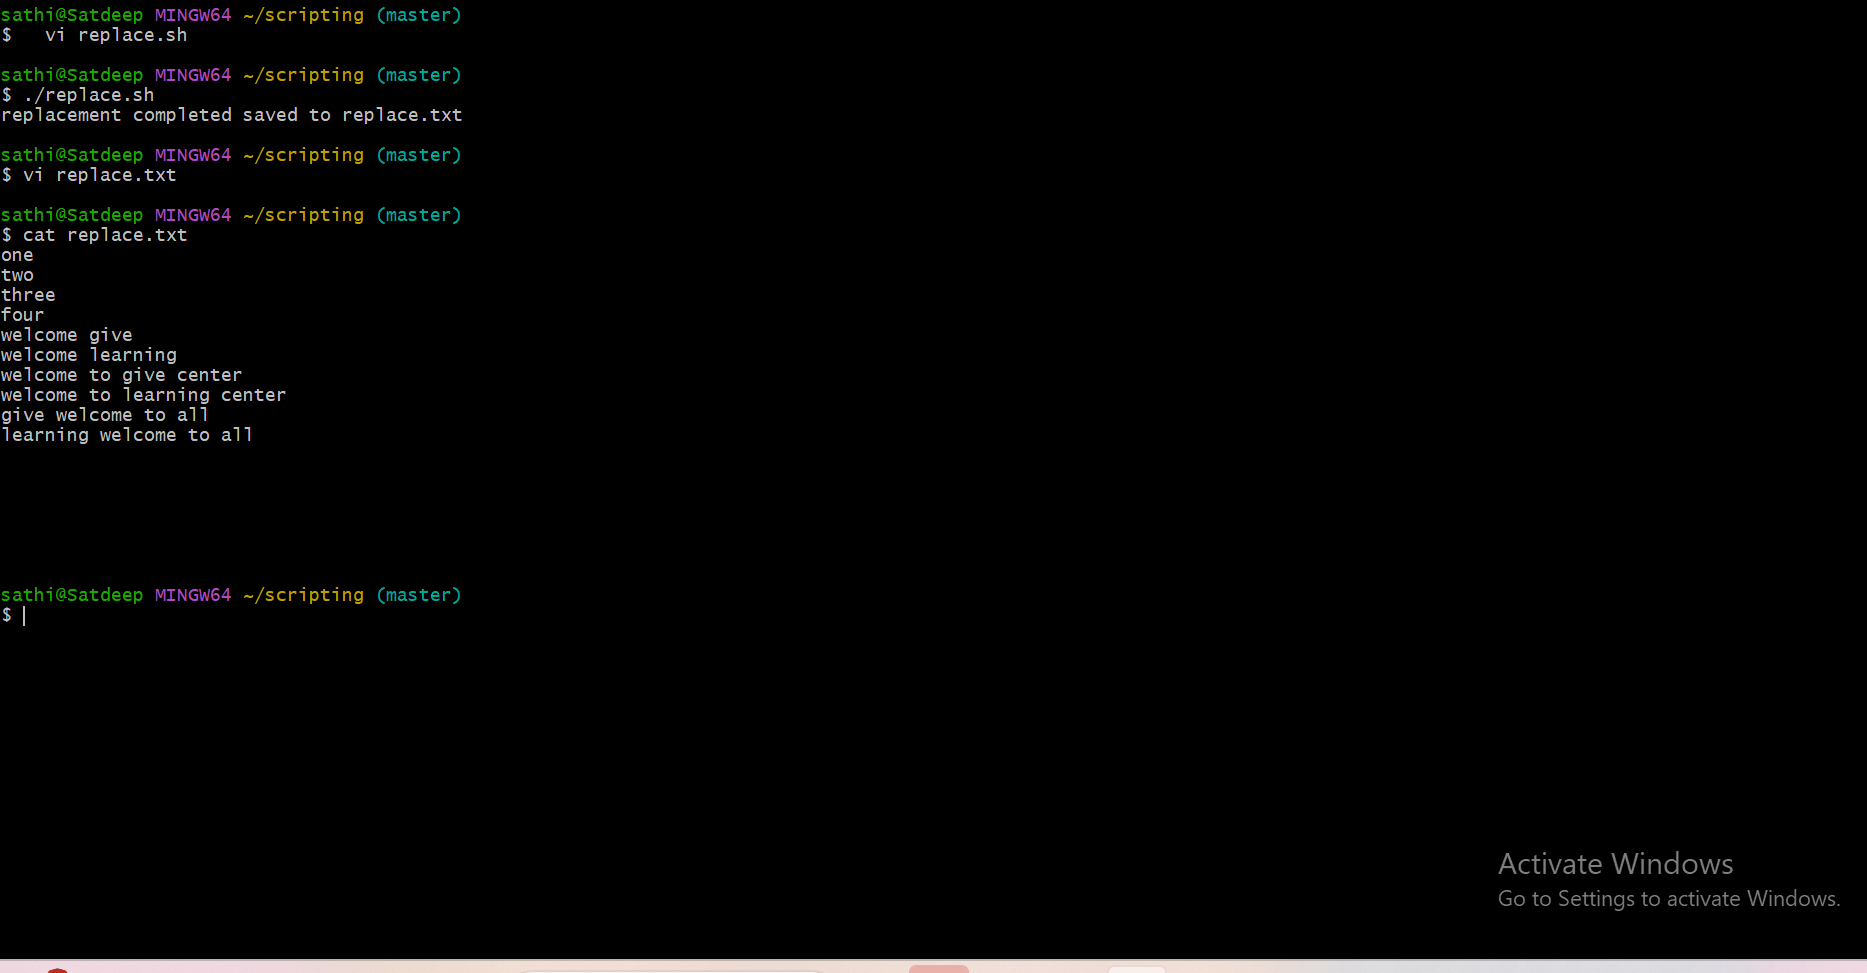 sathi@Satdeep MINGW64 ~/scripting (master)
$   vi replace.sh
sathi@Satdeep MINGW64 ~/scripting (master)
$ ./replace.sh
replacement completed saved to replace.txt
sathi@Satdeep MINGW64 ~/scripting (master)
$ vi replace.txt
sathi@Satdeep MINGW64 ~/scripting (master)
$ cat replace.txt
one
two
three
four
welcome give
welcome learning
welcome to give center
welcome to learning center
give welcome to all
learning welcome to all
sathi@Satdeep MINGW64 ~/scripting (master)
$
Activate Windows
Go to Settings to activate Windows.